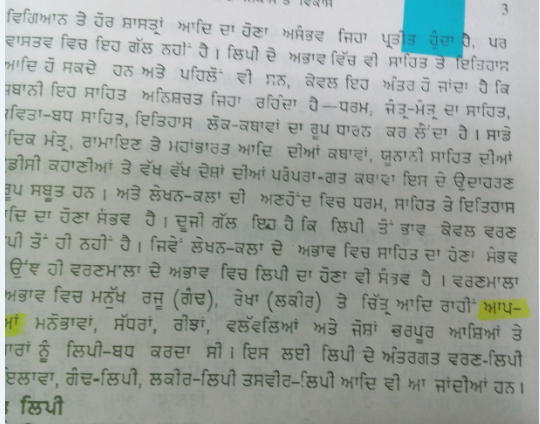 3
ਵਿਗਿਆਨ ਤੇ ਹੋਰ ਸ਼ਾਸਤ੍ਰਾਂ ਆਦਿ ਦਾ ਹੋਣਾ ਅਸੰਭਵ ਜਿਹਾ ਪ੍ਰਤੀਤ ਹੁੰਦਾ ਹੈ, ਪਰ
ਵਾਸਤਵ ਵਿਚ ਇਹ ਗੱਲ ਨਹੀਂ ਹੈ । ਲਿਪੀ ਦੇ ਅਭਾਵ ਵਿੱਚ ਵੀ ਸਾਹਿਤ ਤੇ ਇਤਿਹਾਸ
ਆਦਿ ਹੋ ਸਕਦੇ ਹਨ ਅਤੇ ਪਹਿਲੋਂ ਵੀ ਸਨ, ਕੇਵਲ ਇਹ ਅੰਤਰ ਹੋ ਜਾਂਦਾ ਹੈ ਕਿ
ਜ਼ਬਾਨੀ ਇਹ ਸਾਹਿਤ ਅਨਿਸ਼ਚਤ ਜਿਹਾ ਰਹਿੰਦਾ ਹੈ—ਧਰਮ, ਜੰਤ੍ਰ-ਮੰਤ੍ਰ ਦਾ ਸਾਹਿਤ,
ਕਵਿਤਾ-ਬਧ ਸਾਹਿਤ, ਇਤਿਹਾਸ ਲੋਕ-ਕਥਾਵਾਂ ਦਾ ਰੂਪ ਧਾਰਨ ਕਰ ਲੈਂਦਾ ਹੈ । ਸਾਡੇ
ਦਿਕ ਮੰਤ੍ਰ, ਰਾਮਾਇਣ ਤੇ ਮਹਾਂਭਾਰਤ ਆਦਿ ਦੀਆਂ ਕਥਾਵਾਂ, ਯੂਨਾਨੀ ਸਾਹਿਤ ਦੀਆਂ
ਡੀਸੀ ਕਹਾਣੀਆਂ ਤੇ ਵੱਖ ਵੱਖ ਦੇਸ਼ਾਂ ਦੀਆਂ ਪਰੰਪਰਾ-ਗਤ ਕਥਾਵਾਂ ਇਸ ਦੇ ਉਦਾਹਰਣ
ਰੂਪ ਸਬੂਤ ਹਨ । ਅਤੇ ਲੇਖਨ-ਕਲਾ ਦੀ ਅਣਹੋਂਦ ਵਿਚ ਧਰਮ, ਸਾਹਿਤ ਤੇ ਇਤਿਹਾਸ
ਦਿ ਦਾ ਹੋਣਾ ਸੰਭਵ ਹੈ । ਦੂਜੀ ਗੱਲ ਇਹ ਹੈ ਕਿ ਲਿਪੀ ਤੋਂ ਭਾਵ ਕੇਵਲ ਵਰਣ
ਪੀ ਤੋਂ ਹੀ ਨਹੀਂ ਹੈ । ਜਿਵੇਂ ਲੇਖਨ-ਕਲਾ ਦੇ ਅਭਾਵ ਵਿਚ ਸਾਹਿਤ ਦਾ ਹੋਣਾ ਸੰਭਵ
ਉਂਞ ਹੀ ਵਰਣਮਾਲਾ ਦੇ ਅਭਾਵ ਵਿਚ ਲਿਪੀ ਦਾ ਹੋਣਾ ਵੀ ਸੰਭਵ ਹੈ । ਵਰਣਮਾਲਾ
ਅਭਾਵ ਵਿਚ ਮਨੁੱਖ ਰਜੂ (ਗੰਢ), ਰੇਖਾ (ਲਕੀਰ) ਤੇ ਚਿੱਤ੍ਰ ਆਦਿ ਰਾਹੀਂ ਆਪ-
ਆਂ ਮਨੋਭਾਵਾਂ, ਸੱਧਰਾਂ, ਰੀਝਾਂ, ਵਲੱਵਲਿਆਂ ਅਤੇ ਜੋਸ਼ਾਂ ਭਰਪੂਰ ਆਸ਼ਿਆਂ ਤੇ
ਾਰਾਂ ਨੂੰ ਲਿਪੀ-ਬਧ ਕਰਦਾ ਸੀ । ਇਸ ਲਈ ਲਿਪੀ ਦੇ ਅੰਤਰਗਤ ਵਰਣ-ਲਿਪੀ
ਇਲਾਵਾ, ਗੰਢ-ਲਿਪੀ, ਲਕੀਰ-ਲਿਪੀ ਤਸਵੀਰ-ਲਿਪੀ ਆਦਿ ਵੀ ਆ ਜਾਂਦੀਆਂ ਹਨ ।
ਲਿਪੀ